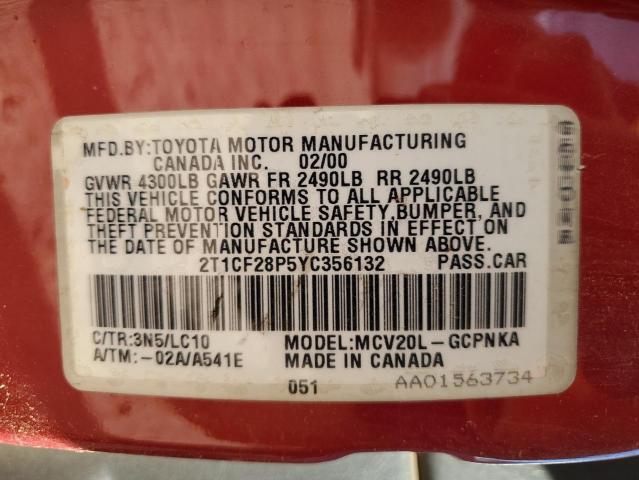 MFD.BY:TOYOTA MOTOR MANUFACTURING
CANADA INC. 02/00
GVWR 4300LB GAWR FR 2490LB RR 2490LB
THIS VEHICLE CONFORMS TO ALL APPLICABLE
FEDERAL MOTOR VEHICLE SAFETY,BUMPER, AND
THEFT PREVENTION STANDARDS IN EFFECT ON
THE DATE OF MANUFACTURE SHOWN ABOVE.
2T1CF28P5YC356132 PASS.CAR
C/TR:3N5/LC10 MODEL:MCV20L-GCPNKA
A/TM:-02A/A541E MADE IN CANADA
051 AA01563734